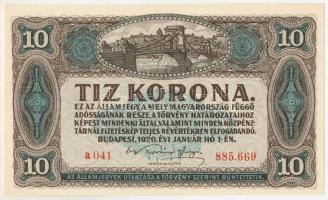 10 10
TIZ KORONA.
EZ AZ ÁLLAMJEGY, A MELY MAGYARORSZÁG FÜGGŐ
ADÓSSÁGÁNAK RÉSZE, A TÖRVÉNY HATÁROZATAIHOZ
KÉPEST MINDENKI ÁLTAL, VALAMINT MINDEN KÖZPÉNZ-
TÁRNÁL FIZETÉSKÉP TELJES NÉVÉRTÉKBEN ELFOGADANDÓ.
BUDAPEST, 1920. ÉVI JANUÁR HÓ 1-ÉN.
a 041 885.669
10 10
AZ ÁLLAMJEGYEK UTÁNZÁSA A TÖRVÉNY SZERINT BÜNTETTETIK.